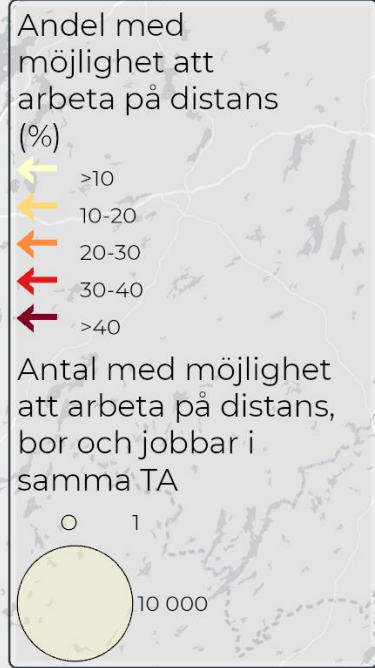 Andel med
möjlighet att
arbeta på distans
(%)
>10
10-20
20-30
30-40
>40
Antal med möjlighet
att arbeta på distans,
bor och jobbar i
samma TA
1
10 000